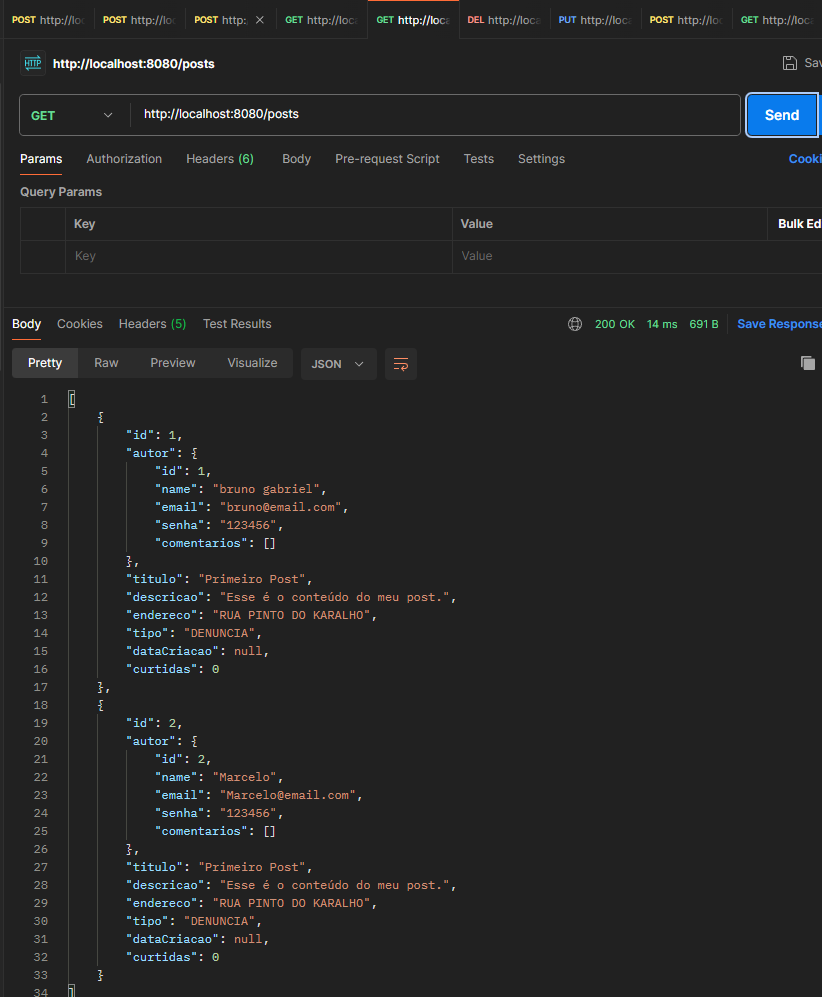 POST http://loc
POST http://loc
POST http:
GET http://loca
GET http://loca
DEL http://loca
PUT http://loca
POST http://loc
GET http://loca
HTTP http://localhost:8080/posts
Sav
GET http://localhost:8080/posts Send
Params Authorization Headers (6) Body Pre-request Script Tests Settings Cooki
Query Params
Key Value Bulk Ed
Key Value
Body Cookies Headers (5) Test Results 200 OK 14 ms 691 B Save Response
Pretty Raw Preview Visualize JSON
1 [
2 {
3 "id": 1,
4 "autor": {
5 "id": 1,
6 "name": "bruno gabriel",
7 "email": "bruno@email.com",
8 "senha": "123456",
9 "comentarios": []
10 },
11 "titulo": "Primeiro Post",
12 "descricao": "Esse é o conteúdo do meu post.",
13 "endereco": "RUA PINTO DO KARALHO",
14 "tipo": "DENUNCIA",
15 "dataCriacao": null,
16 "curtidas": 0
17 },
18 {
19 "id": 2,
20 "autor": {
21 "id": 2,
22 "name": "Marcelo",
23 "email": "Marcelo@email.com",
24 "senha": "123456",
25 "comentarios": []
26 },
27 "titulo": "Primeiro Post",
28 "descricao": "Esse é o conteúdo do meu post.",
29 "endereco": "RUA PINTO DO KARALHO",
30 "tipo": "DENUNCIA",
31 "dataCriacao": null,
32 "curtidas": 0
33 }
34 ]